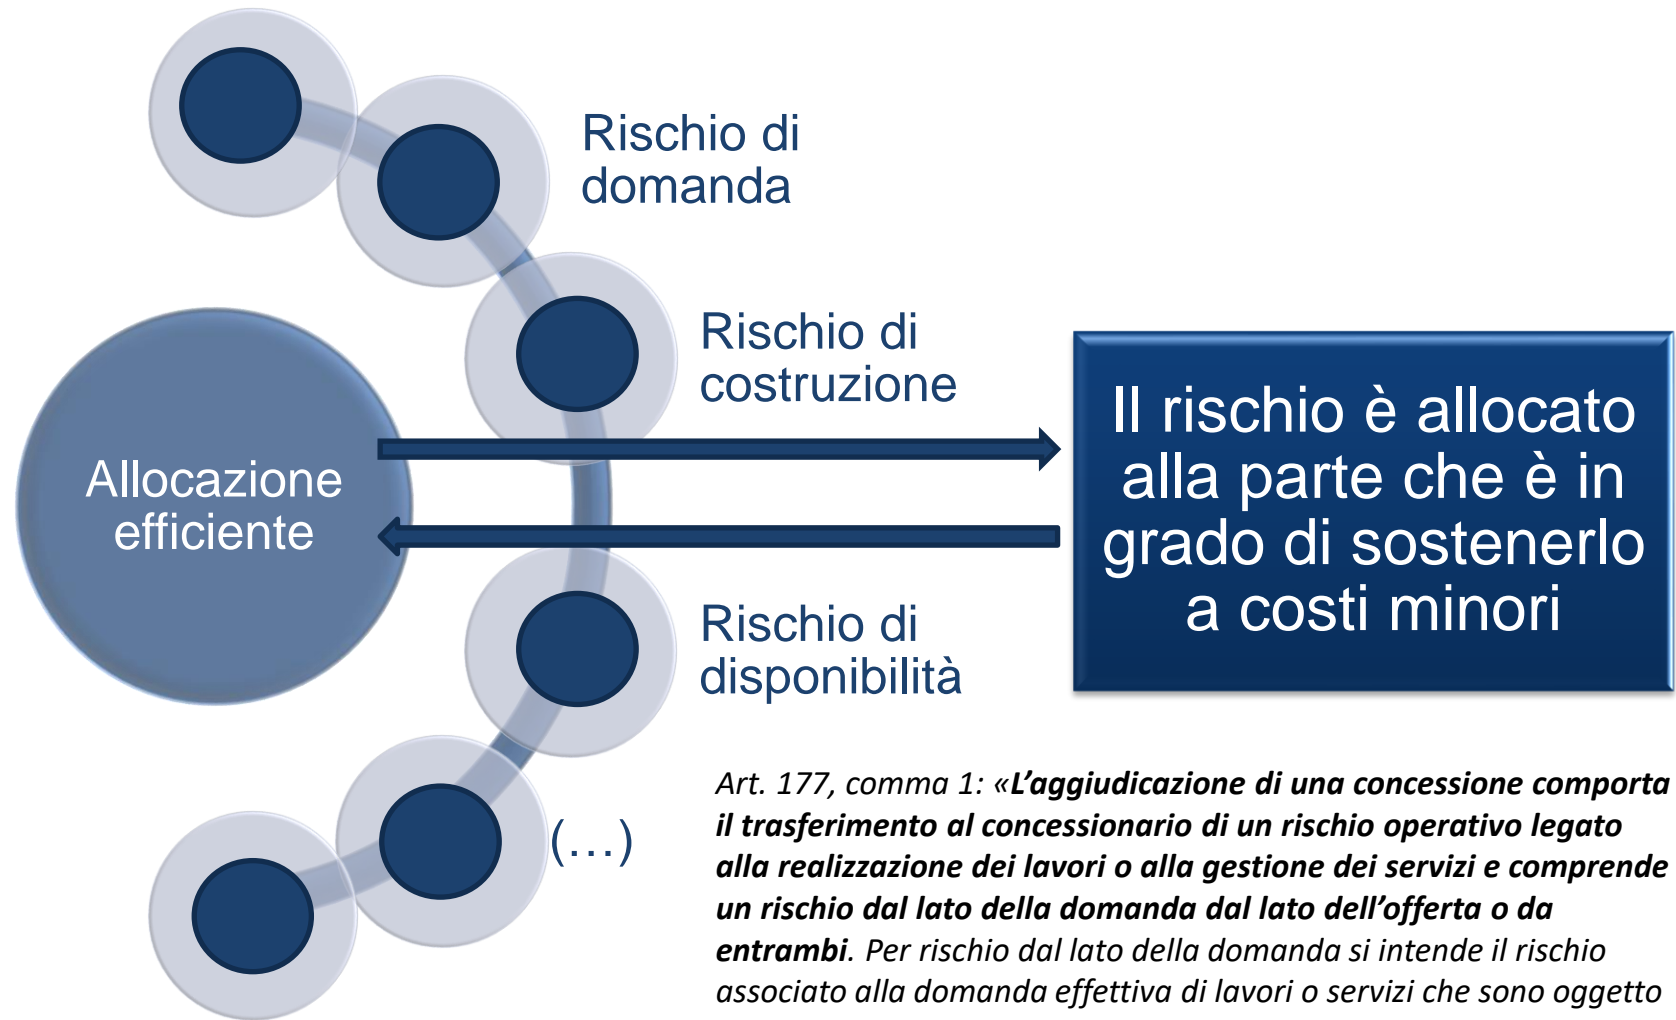 Rischio di
domanda
Rischio di
costruzione
Allocazione
efficiente
Il rischio è allocato
alla parte che è in
grado di sostenerlo
a costi minori
Rischio di
disponibilità
(…)
Art. 177, comma 1: «L’aggiudicazione di una concessione comporta
il trasferimento al concessionario di un rischio operativo legato
alla realizzazione dei lavori o alla gestione dei servizi e comprende
un rischio dal lato della domanda dal lato dell’offerta o da
entrambi. Per rischio dal lato della domanda si intende il rischio
associato alla domanda effettiva di lavori o servizi che sono oggetto